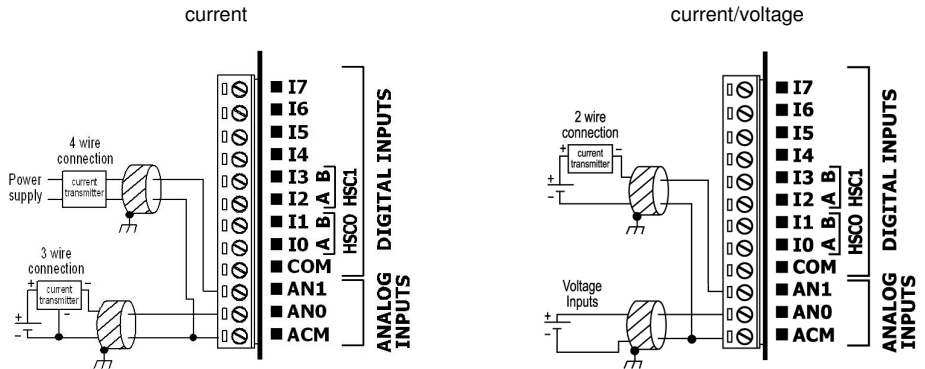 current
I7
I6
I5
I4
I3
I2
I1
I0
COM
AN1
AN0
ACM
B
A
B
A
HSC0 HSC1
DIGITAL INPUTS
ANALOG
INPUTS
4 wire
connection
Power
supply
current
transmitter
3 wire
connection
+
current
transmitter
-
-
+
-
current/voltage
I7
I6
I5
I4
I3
I2
I1
I0
COM
AN1
AN0
ACM
B
A
B
A
HSC0 HSC1
DIGITAL INPUTS
ANALOG
INPUTS
2 wire
connection
+
current
transmitter
-
+
-
Voltage
Inputs
+
-